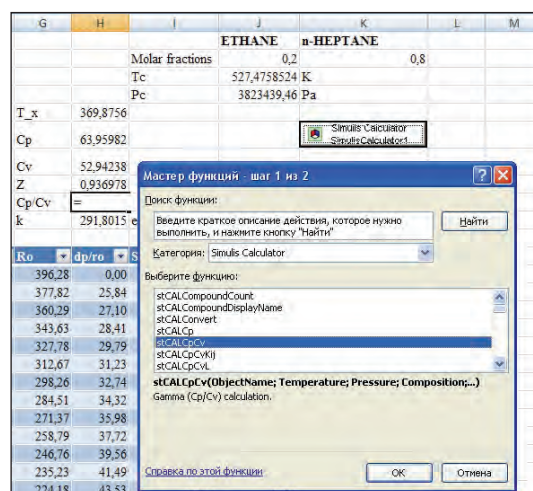 G H I J K L M
ETHANE n-HEPTANE
Molar fractions 0,2 0,8
Tc 527,4758524 K
Pc 3823439,46 Pa
T_x 369,8756
Simulis Calculator
Cp 63,95982
SimulisCalculator1
Cv 52,94238
Z 0,936978
Cp/Cv =
k 291,8015 e
Ro dp/ro S
396,28 0,00
377,82 25,84
360,29 27,10
343,63 28,41
327,78 29,79
312,67 31,23
298,26 32,74
284,51 34,32
271,37 35,98
258,79 37,72
246,76 39,56
235,23 41,49
224,18 43,53
Мастер функций - шаг 1 из 2
Поиск функции:
Введите краткое описание действия, которое нужно
выполнить, и нажмите кнопку "Найти"
Найти
Категория: Simulis Calculator
Выберите функцию:
stCALCompoundCount
stCALCompoundDisplayName
stCALConvert
stCALCp
stCALCpCv
stCALCpCvKij
stCALCpCvL
stCALCpCv(ObjectName; Temperature; Pressure; Composition;...)
Gamma (Cp/Cv) calculation.
Справка по этой функции
OK
Отмена